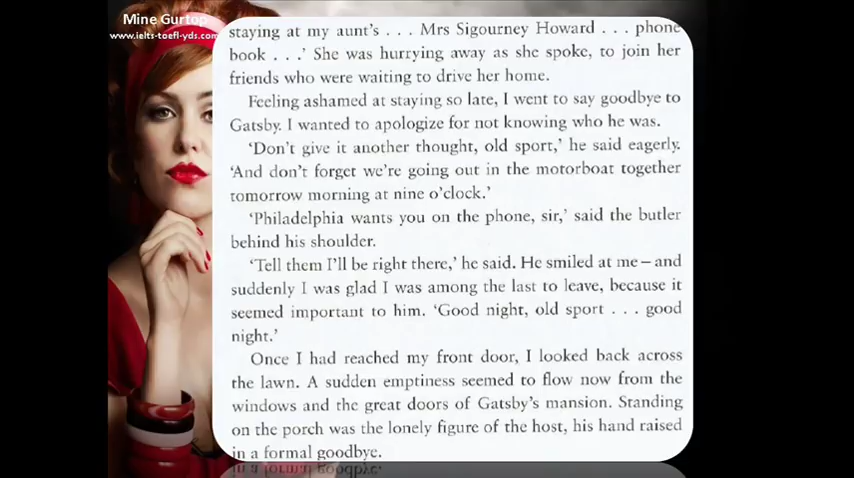 Mine Gurtop
www.ielts-toefl-yds.com
staying at my aunt's . . . Mrs Sigourney Howard . . . phone
book . . .' She was hurrying away as she spoke, to join her
friends who were waiting to drive her home.
Feeling ashamed at staying so late, I went to say goodbye to
Gatsby. I wanted to apologize for not knowing who he was.
'Don't give it another thought, old sport,' he said eagerly.
'And don't forget we're going out in the motorboat together
tomorrow morning at nine o'clock.'
'Philadelphia wants you on the phone, sir,' said the butler
behind his shoulder.
'Tell them I'll be right there,' he said. He smiled at me – and
suddenly I was glad I was among the last to leave, because it
seemed important to him. 'Good night, old sport . . . good
night.'
Once I had reached my front door, I looked back across
the lawn. A sudden emptiness seemed to flow now from the
windows and the great doors of Gatsby's mansion. Standing
on the porch was the lonely figure of the host, his hand raised
in a formal goodbye.